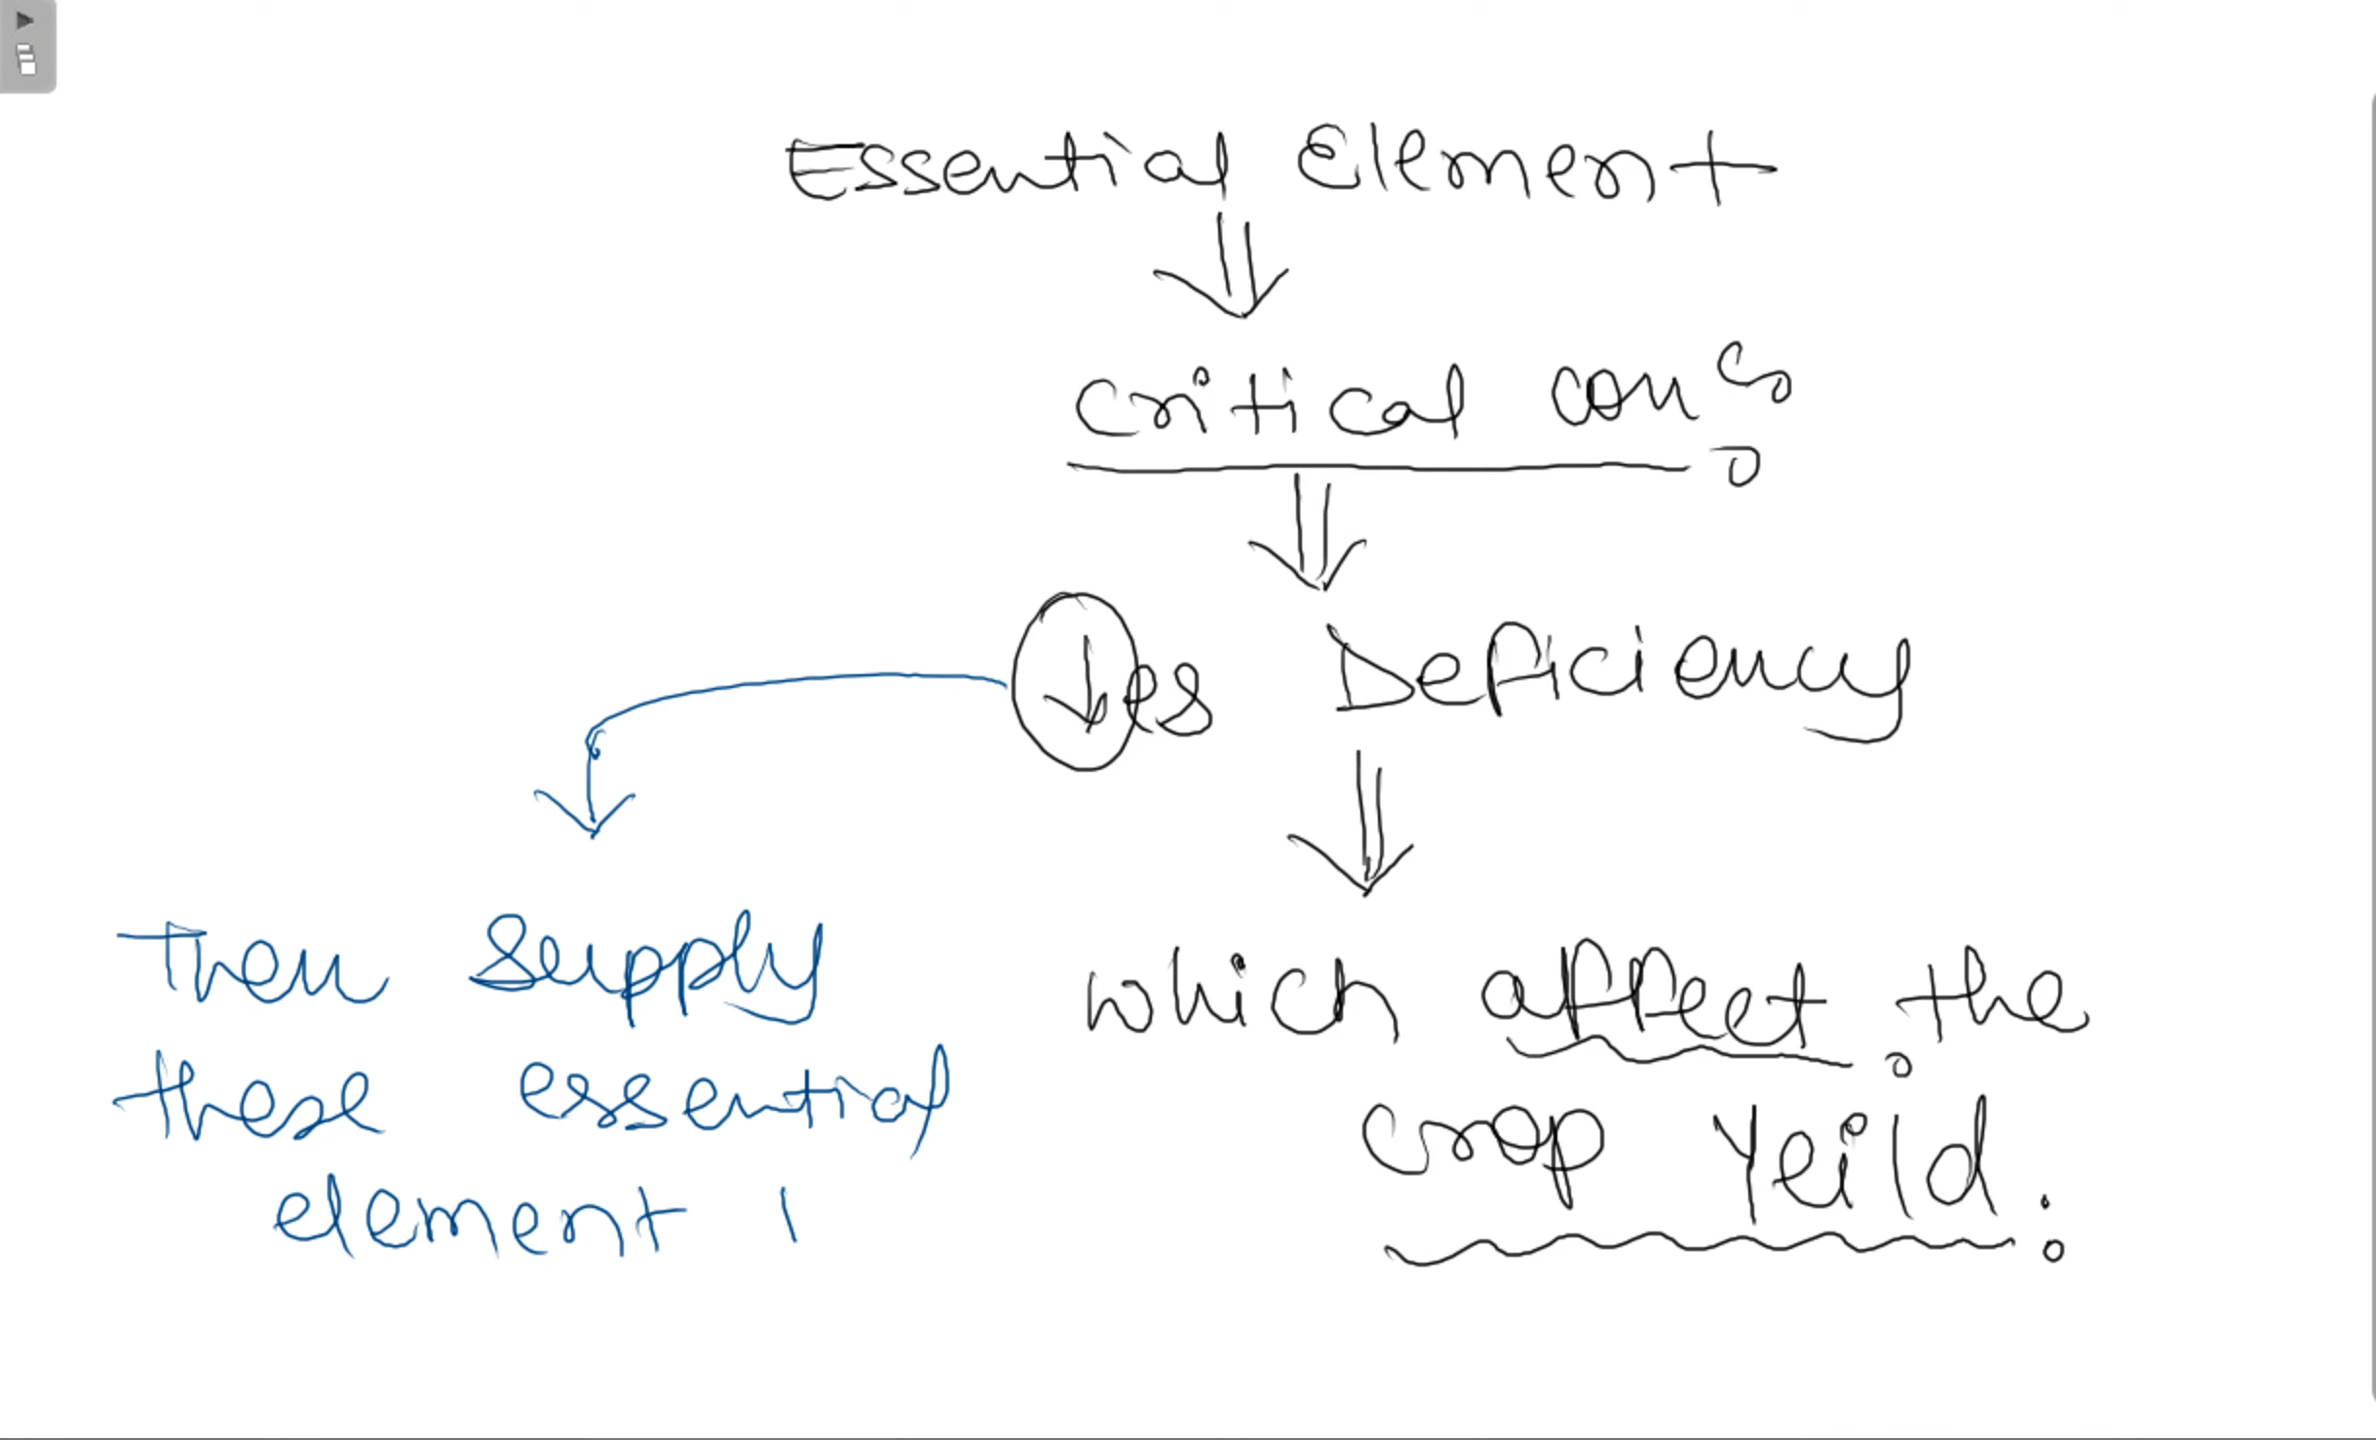 Essential Element
⇓
critical conc
⇓
↓es Deficiency
⇓
which affect the
crop Yeild.
Then supply
these essential
element I